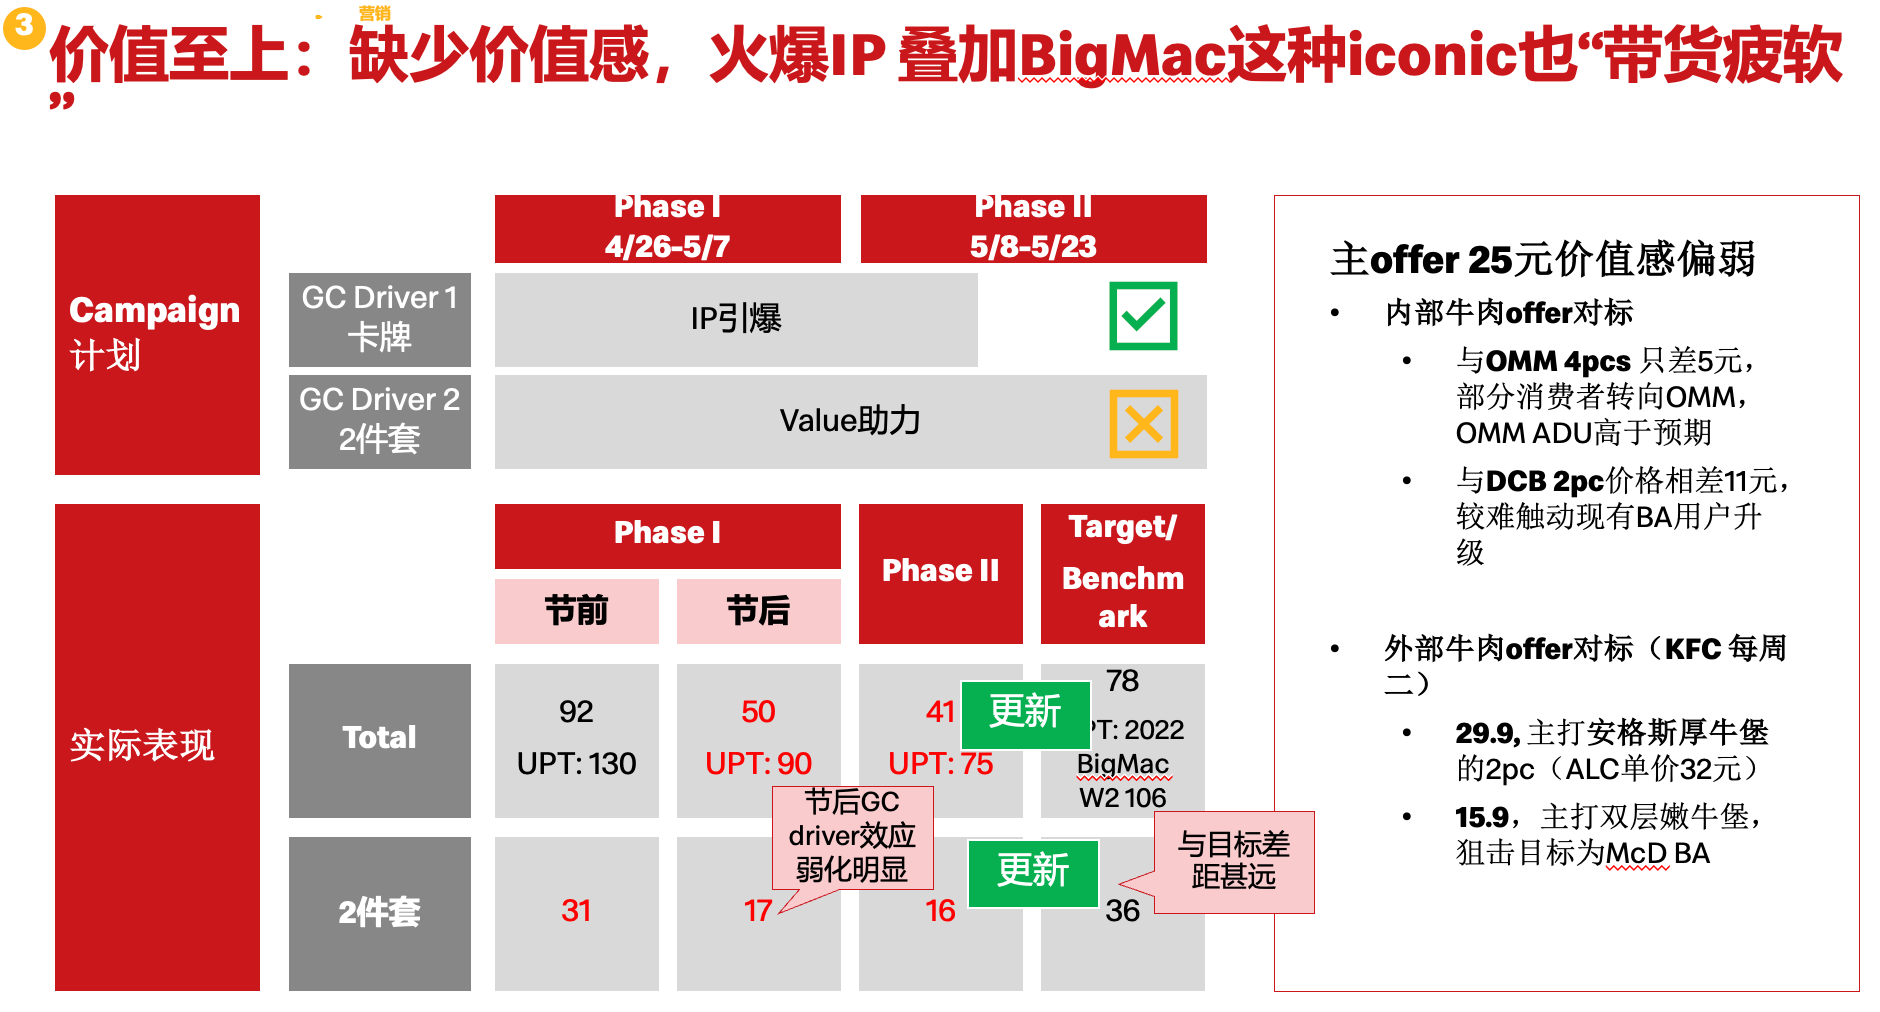 3
营销
价值至上：缺少价值感，火爆IP 叠加BigMac这种iconic也“带货疲软
”
Campaign
计划
Phase I
4/26-5/7
Phase II
5/8-5/23
GC Driver 1
卡牌
IP引爆
GC Driver 2
2件套
Value助力
实际表现
Phase I
Phase II
Target/
Benchm
ark
节前
节后
Total
92
UPT: 130
50
UPT: 90
41
UPT: 75
更新
78
PT: 2022
BigMac
W2 106
节后GC
driver效应
弱化明显
2件套
31
17
16
更新
36
与目标差
距甚远
主offer 25元价值感偏弱
• 内部牛肉offer对标
• 与OMM 4pcs 只差5元，
部分消费者转向OMM，
OMM ADU高于预期
• 与DCB 2pc价格相差11元，
较难触动现有BA用户升
级
• 外部牛肉offer对标（KFC 每周
二）
• 29.9, 主打安格斯厚牛堡
的2pc（ALC单价32元）
• 15.9，主打双层嫩牛堡，
狙击目标为McD BA